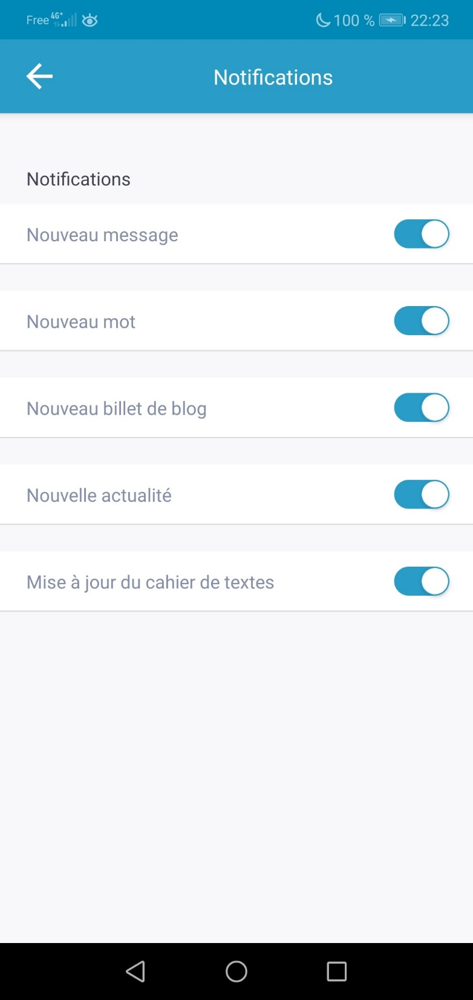 Free 4G+ 100 % 22:23
Notifications
Notifications
Nouveau message
Nouveau mot
Nouveau billet de blog
Nouvelle actualité
Mise à jour du cahier de textes